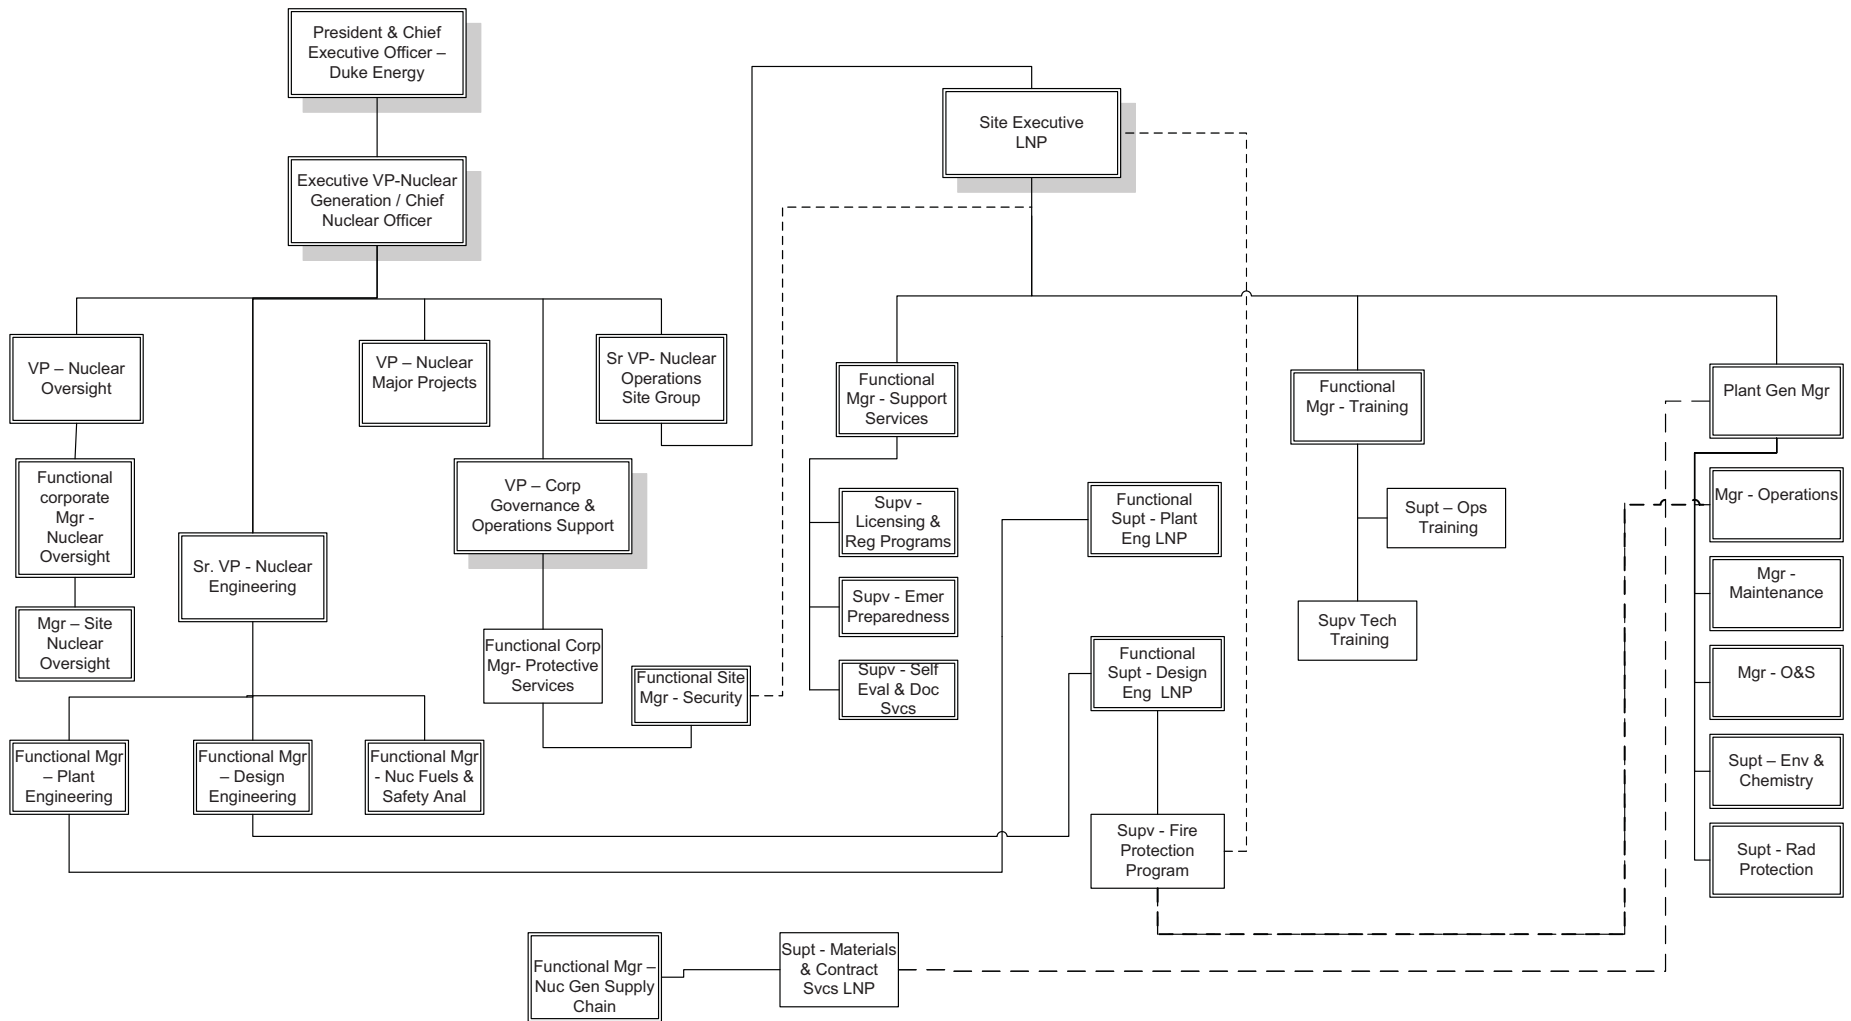 President & Chief
Executive Officer –
Duke Energy
Site Executive
LNP
Executive VP-Nuclear
Generation / Chief
Nuclear Officer
VP – Nuclear
Oversight
VP – Nuclear
Major Projects
Sr VP- Nuclear
Operations
Site Group
Functional
Mgr - Support
Services
Functional
Mgr - Training
Plant Gen Mgr
Functional
corporate
Mgr -
Nuclear
Oversight
VP – Corp
Governance &
Operations Support
Supv -
Licensing &
Reg Programs
Functional
Supt - Plant
Eng LNP
Supt – Ops
Training
Mgr - Operations
Sr. VP - Nuclear
Engineering
Mgr -
Maintenance
Mgr – Site
Nuclear
Oversight
Supv - Emer
Preparedness
Supv Tech
Training
Functional Corp
Mgr- Protective
Services
Functional Site
Mgr - Security
Supv - Self
Eval & Doc
Svcs
Functional
Supt - Design
Eng LNP
Mgr - O&S
Functional Mgr
– Plant
Engineering
Functional Mgr
– Design
Engineering
Functional Mgr
- Nuc Fuels &
Safety Anal
Supt – Env &
Chemistry
Supv - Fire
Protection
Program
Supt - Rad
Protection
Functional Mgr –
Nuc Gen Supply
Chain
Supt - Materials
& Contract
Svcs LNP